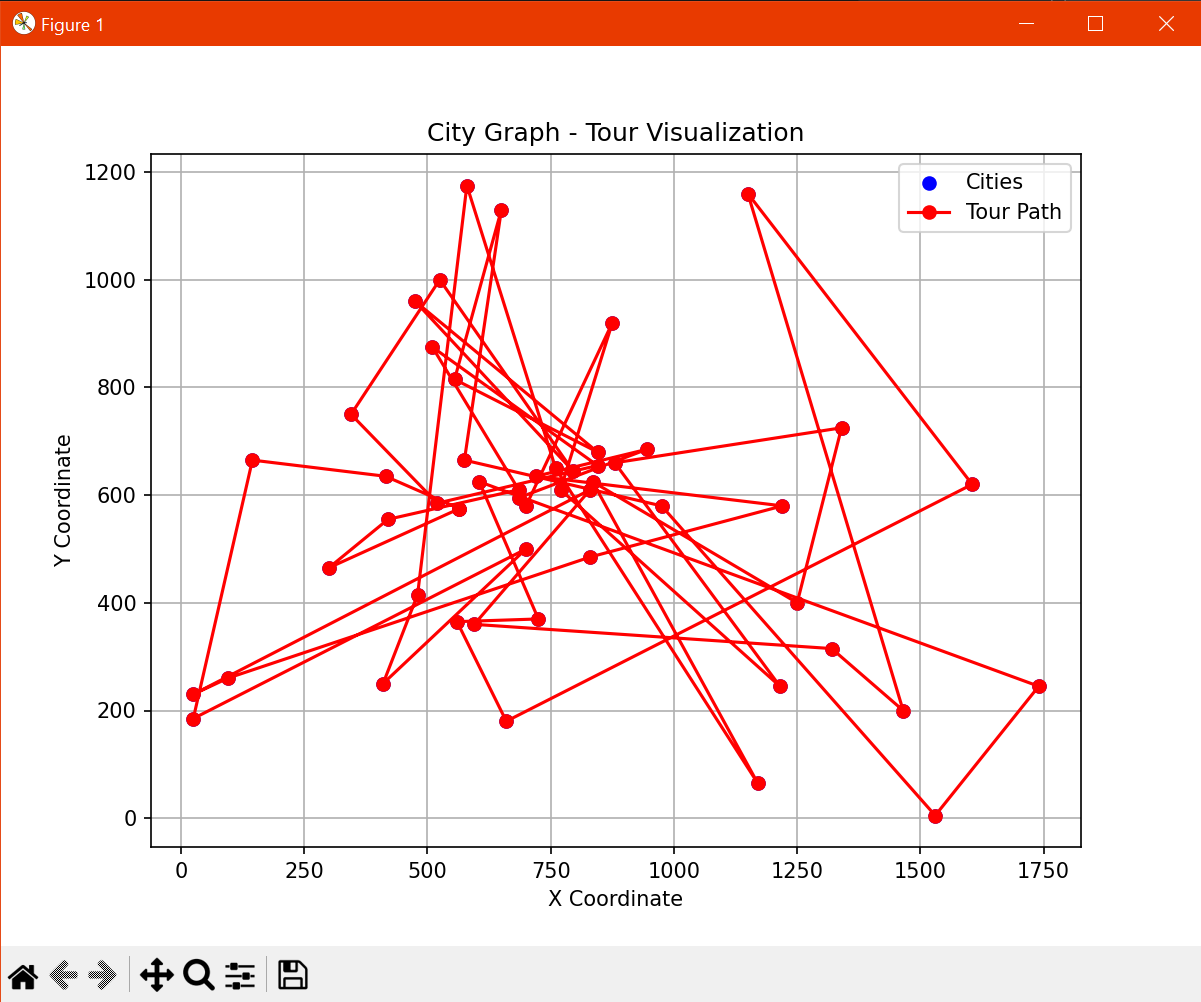 Figure 1
City Graph - Tour Visualization
Cities
Tour Path
Y Coordinate
1200
1000
800
600
400
200
0
0 250 500 750 1000 1250 1500 1750
X Coordinate